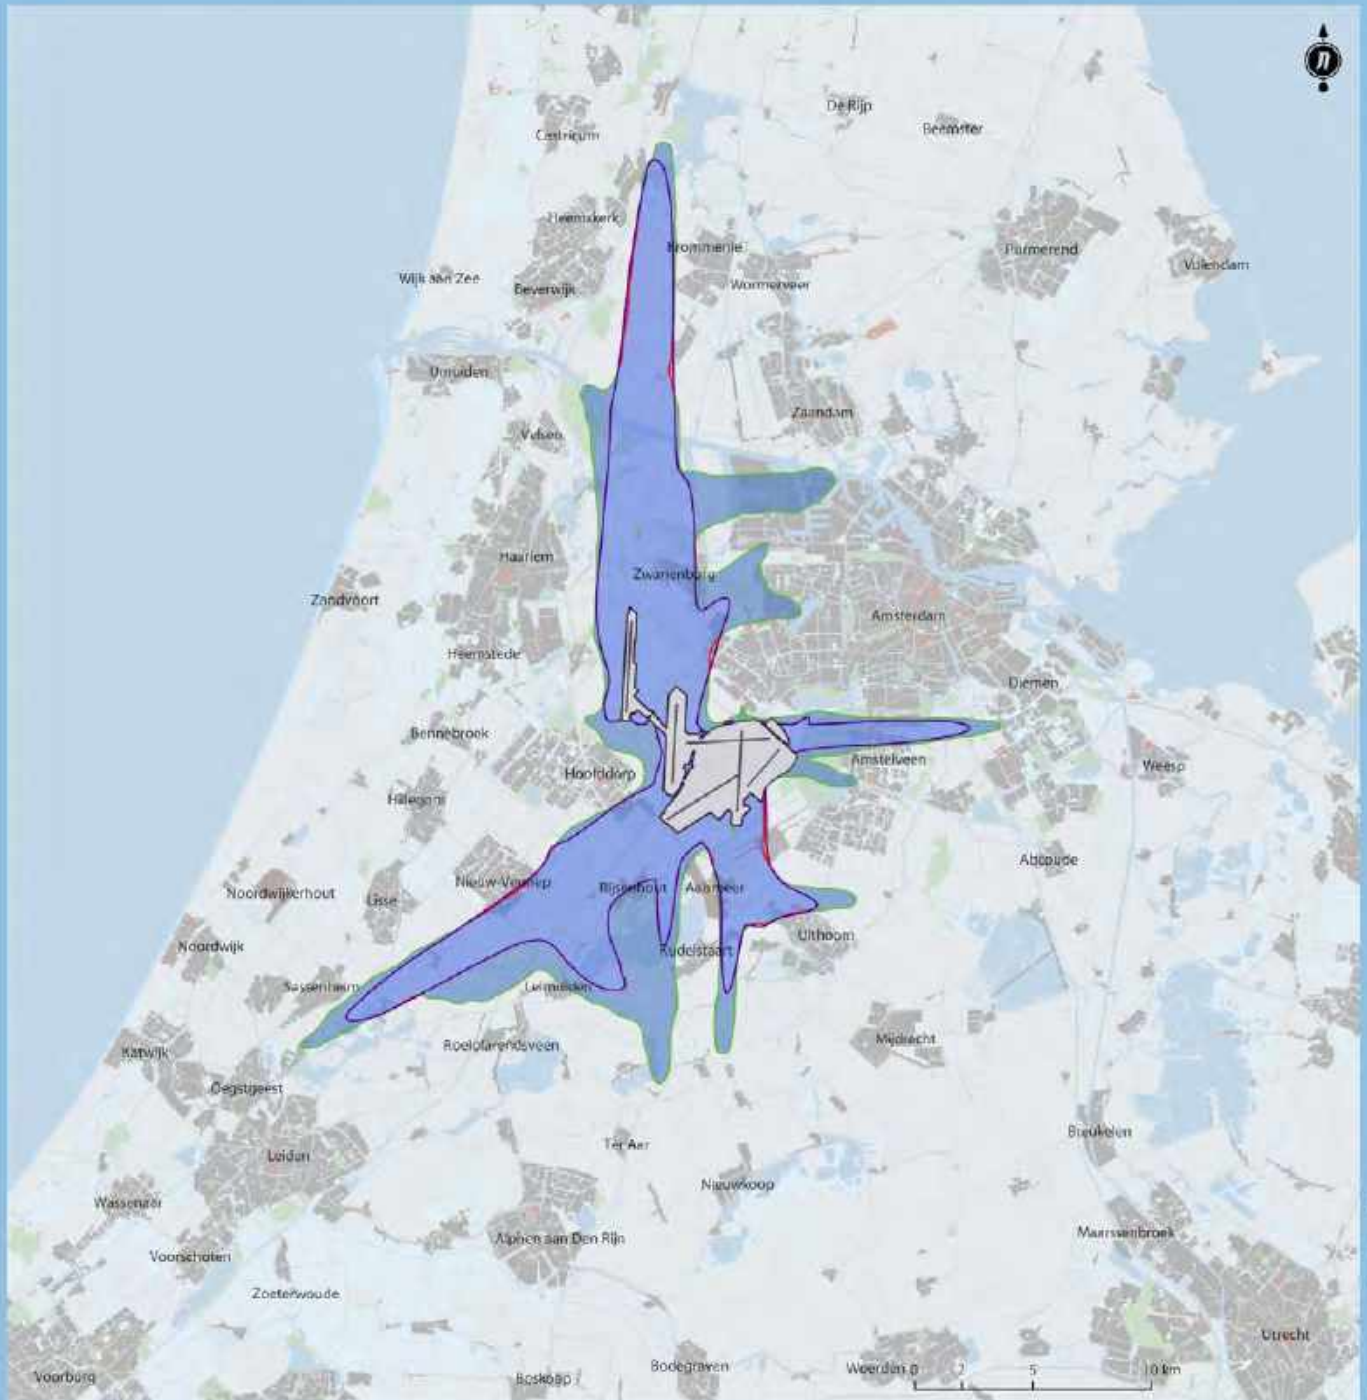 n
De Rijp
Castricum
Beemster
Heemskerk
Krommenie
Purmerend
Wijk aan Zee
Volendam
Beverwijk
Wormerveer
IJmuiden
Zaandam
Velsen
Haarlem
Zwanenburg
Zandvoort
Amsterdam
Heemstede
Diemen
Bennebroek
Amstelveen
Weesp
Hoofddorp
Hillegom
Abcoude
Nieuw-Vennep
Rijsenhout
Aalsmeer
Noordwijkerhout
Lisse
Uithoorn
Noordwijk
Kudelstaart
Sassenheim
Leimuiden
Mijdrecht
Roelofarendsveen
Katwijk
Oegstgeest
Breukelen
Ter Aar
Leiden
Nieuwkoop
Wassenaar
Maarssenbroek
Alphen aan Den Rijn
Voorschoten
Zoeterwoude
Utrecht
Bodegraven
Woerden
0 2 5 10 km
Voorburg
Boskoop